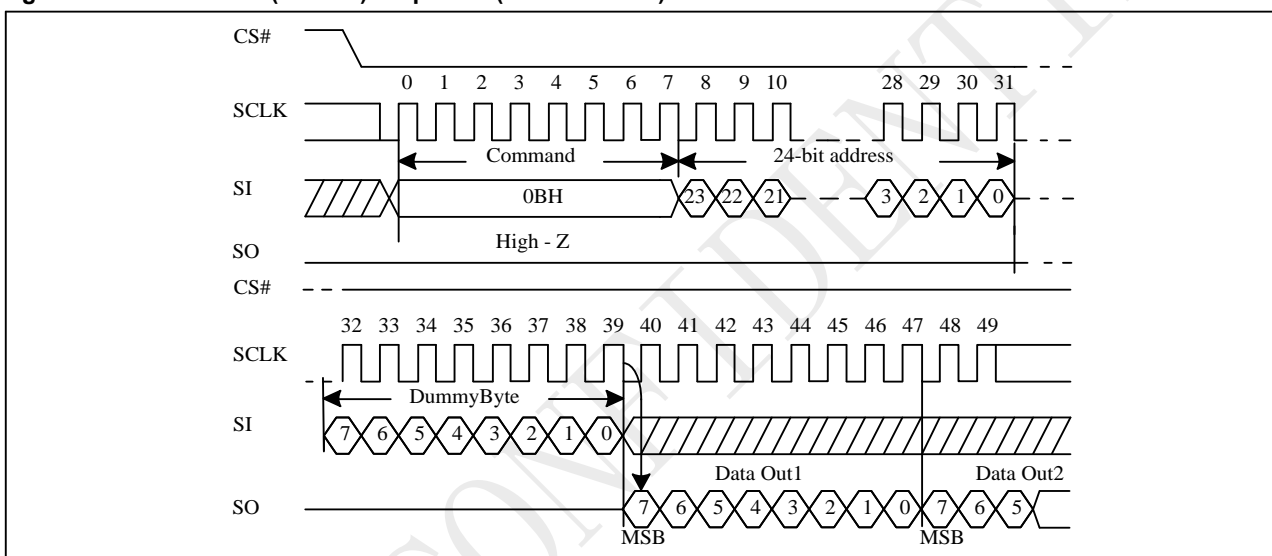 CS#
0 1 2 3 4 5 6 7 8 9 10 28 29 30 31
SCLK
Command 24-bit address
SI 0BH 23 22 21 3 2 1 0
High - Z
SO
CS#
32 33 34 35 36 37 38 39 40 41 42 43 44 45 46 47 48 49
SCLK
DummyByte
SI 7 6 5 4 3 2 1 0
Data Out1 Data Out2
SO 7 6 5 4 3 2 1 0 7 6 5
MSB MSB